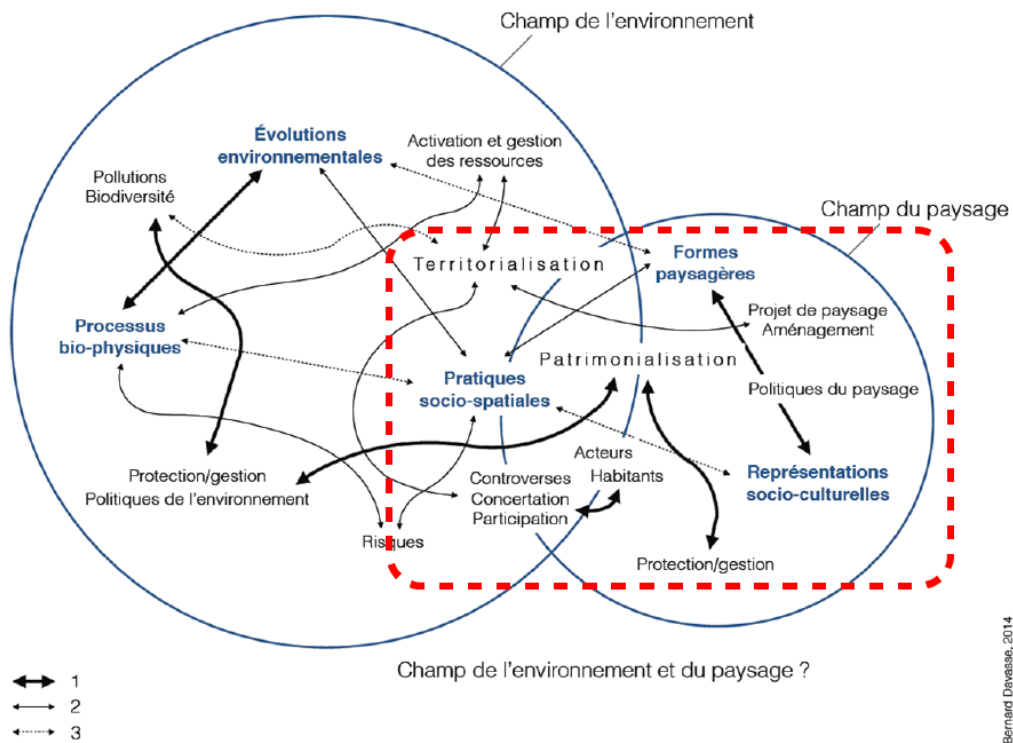 Champ de l'environnement
Champ du paysage
Évolutions
environnementales
Activation et gestion
des ressources
Pollutions
Biodiversité
Territorialisation
Formes
paysagères
Projet de paysage
Aménagement
Processus
bio-physiques
Patrimonialisation
Pratiques
socio-spatiales
Politiques du paysage
Acteurs
Habitants
Représentations
socio-culturelles
Protection/gestion
Politiques de l'environnement
Controverses
Concertation
Participation
Risques
Protection/gestion
Champ de l'environnement et du paysage ?
1
2
3
Bernard Davasse, 2014